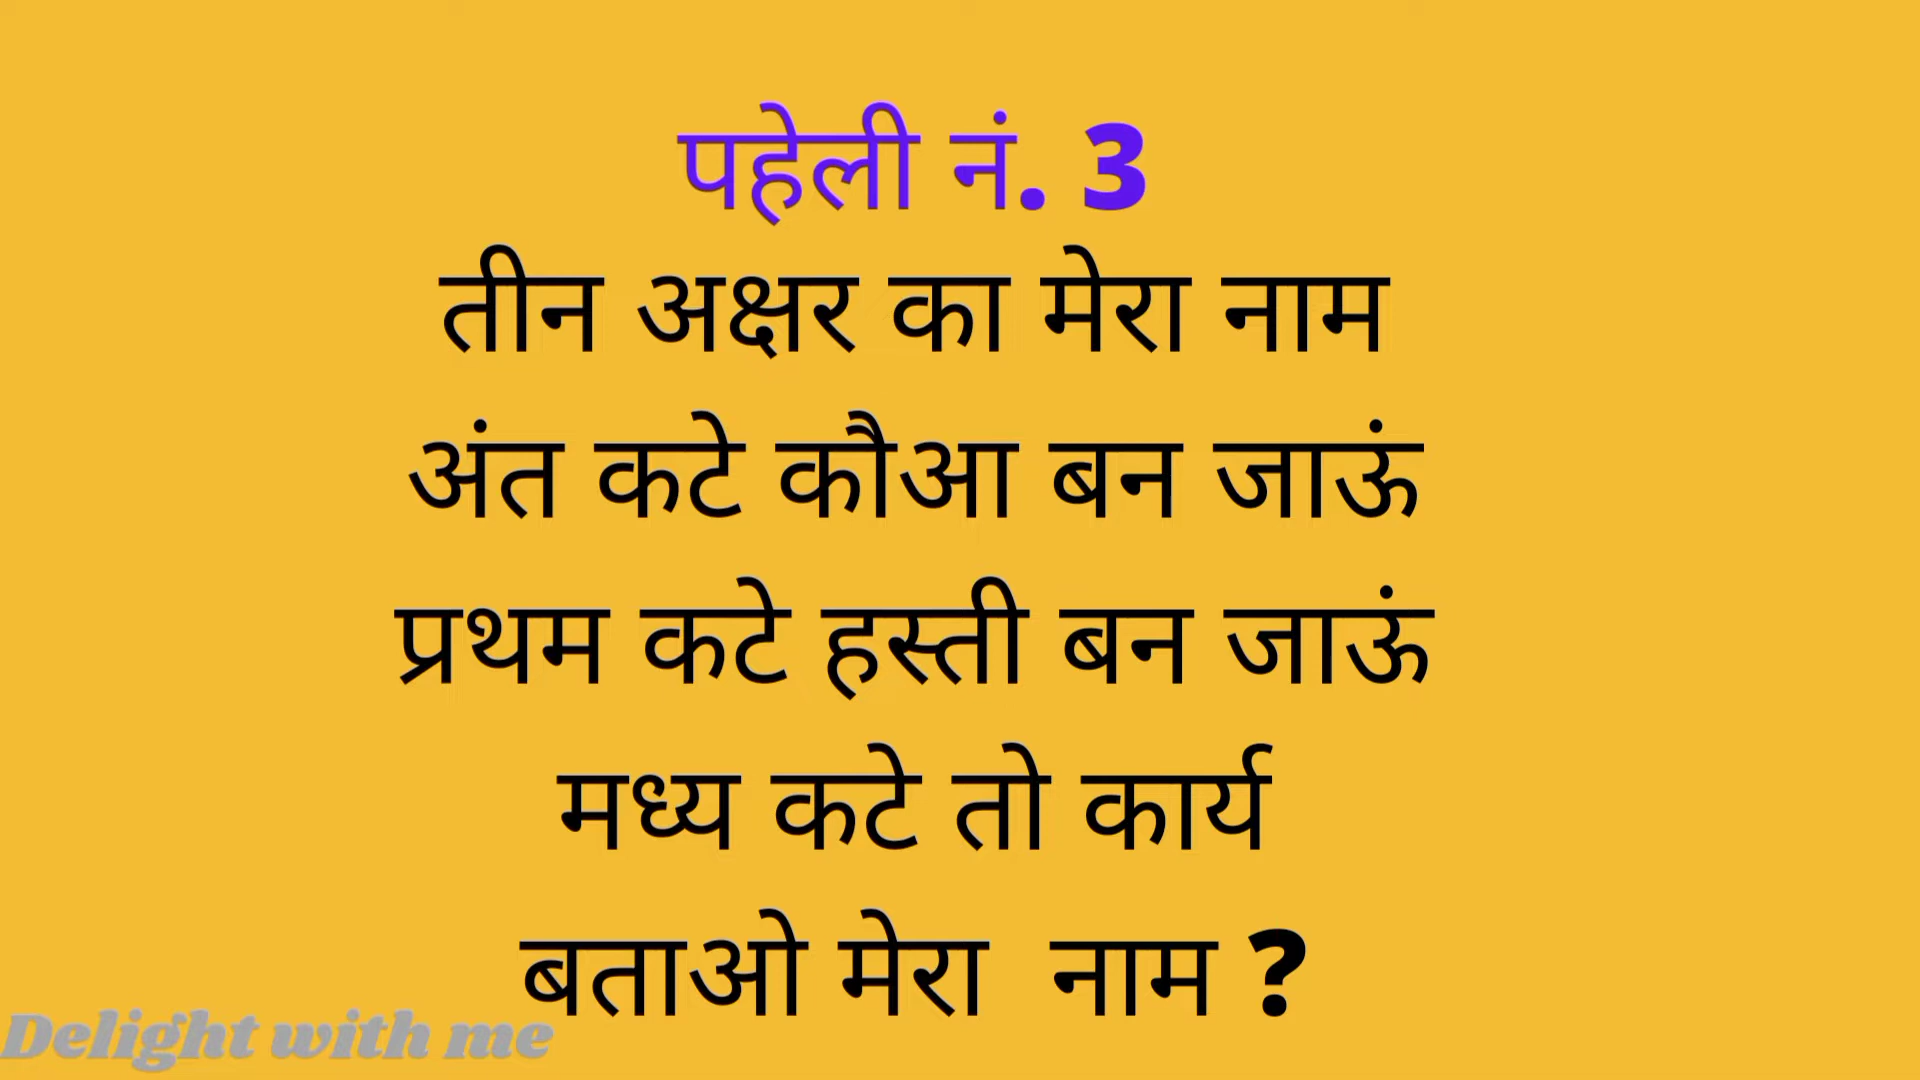 पहेली नं. 3
तीन अक्षर का मेरा नाम
अंत कटे कौआ बन जाऊं
प्रथम कटे हस्ती बन जाऊं
मध्य कटे तो कार्य
बताओ मेरा नाम ?
Delight with me